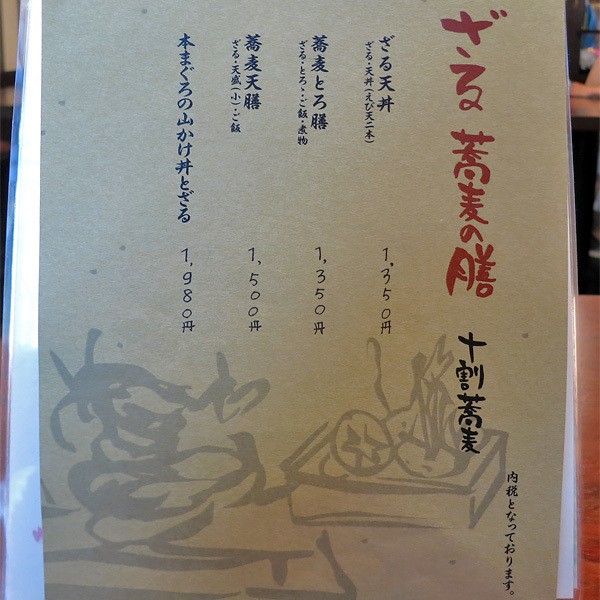 ざる蕎麦の膳
十割蕎麦
内税となっております。
ざる天丼
ざる・天丼(えび天二本)
1,350円
蕎麦とろ膳
ざる・とろゝ・ご飯・煮物
1,350円
蕎麦天膳
ざる・天盛(小)・ご飯
1,500円
本まぐろの山かけ丼とざる
1,980円